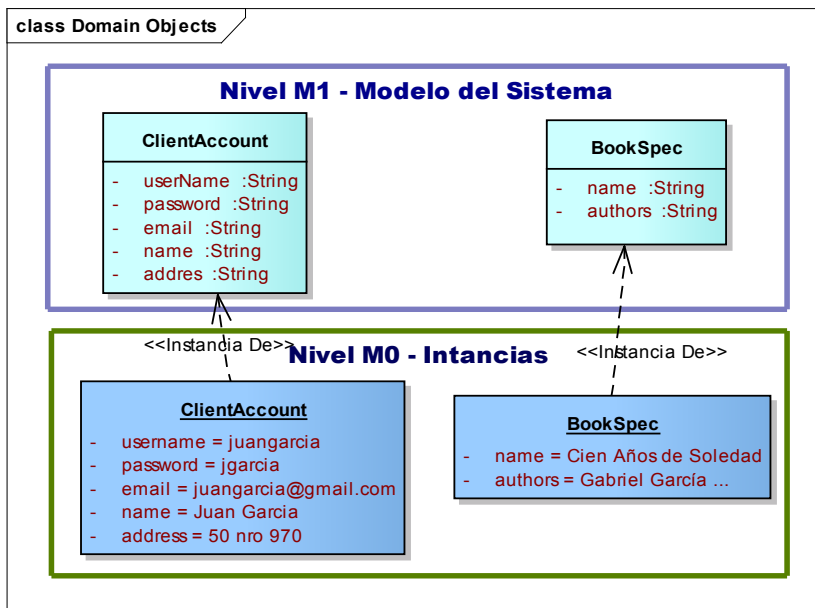 class Domain Objects
Nivel M1 - Modelo del Sistema
ClientAccount
- userName :String
- password :String
- email :String
- name :String
- addres :String
BookSpec
- name :String
- authors :String
<<Instancia De>>
<<Instancia De>>
Nivel M0 - Intancias
ClientAccount
- username = juangarcia
- password = jgarcia
- email = juangarcia@gmail.com
- name = Juan Garcia
- address = 50 nro 970
BookSpec
- name = Cien Años de Soledad
- authors = Gabriel García ...